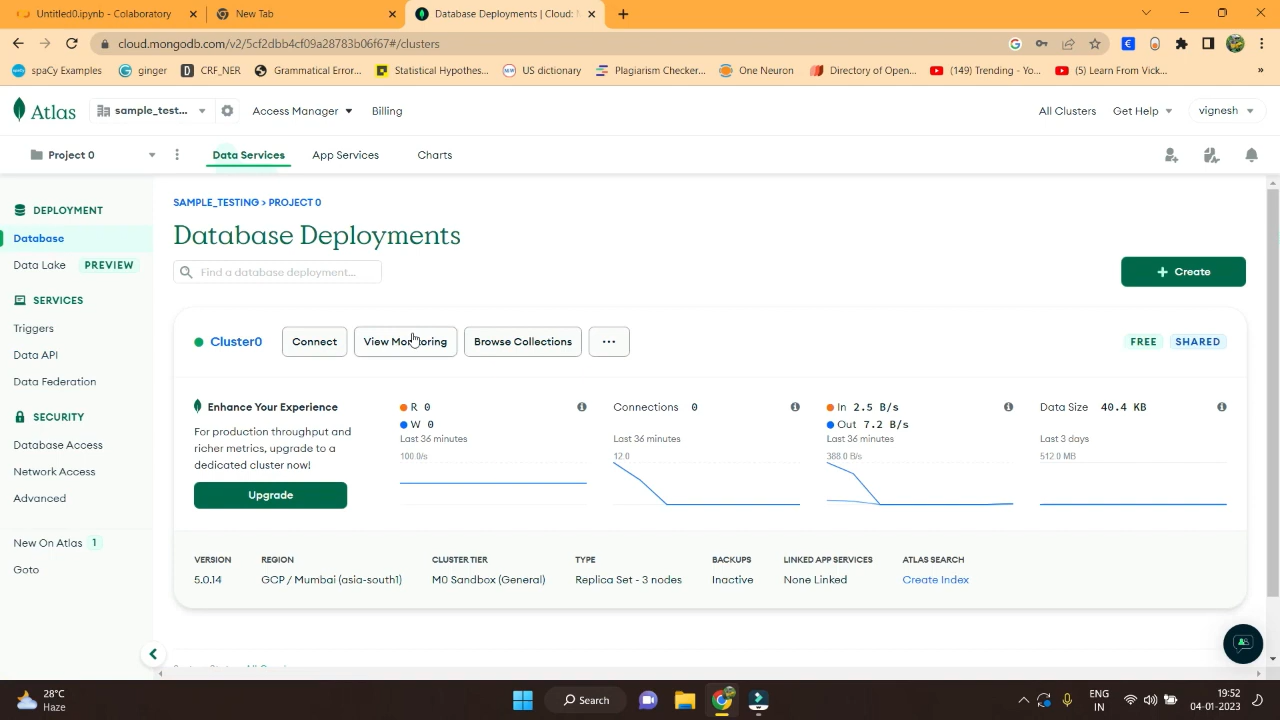 Untitled0.ipynb - Colaboratory
New Tab
Database Deployments | Cloud:
cloud.mongodb.com/v2/5cf2dbb4cf09a28783b06f67#/clusters
spaCy Examples
ginger
CRF_NER
Grammatical Error...
Statistical Hypothes...
US dictionary
Plagiarism Checker...
One Neuron
Directory of Open...
(149) Trending - Yo...
(5) Learn From Vick...
»
Atlas
sample_test...
Access Manager
Billing
All Clusters
Get Help
vignesh
Project 0
Data Services
App Services
Charts
DEPLOYMENT
Database
Data Lake PREVIEW
SERVICES
Triggers
Data API
Data Federation
SECURITY
Database Access
Network Access
Advanced
New On Atlas 1
Goto
SAMPLE_TESTING > PROJECT 0
Database Deployments
Find a database deployment...
+ Create
Cluster0
Connect
View Monitoring
Browse Collections
...
FREE
SHARED
Enhance Your Experience
For production throughput and
richer metrics, upgrade to a
dedicated cluster now!
Upgrade
R 0
W 0
Last 36 minutes
100.0/s
Connections 0
Last 36 minutes
12.0
In 2.5 B/s
Out 7.2 B/s
Last 36 minutes
388.0 B/s
Data Size 40.4 KB
Last 3 days
512.0 MB
VERSION
5.0.14
REGION
GCP / Mumbai (asia-south1)
CLUSTER TIER
M0 Sandbox (General)
TYPE
Replica Set - 3 nodes
BACKUPS
Inactive
LINKED APP SERVICES
None Linked
ATLAS SEARCH
Create Index
28°C
Haze
Search
ENG
IN
19:52
04-01-2023